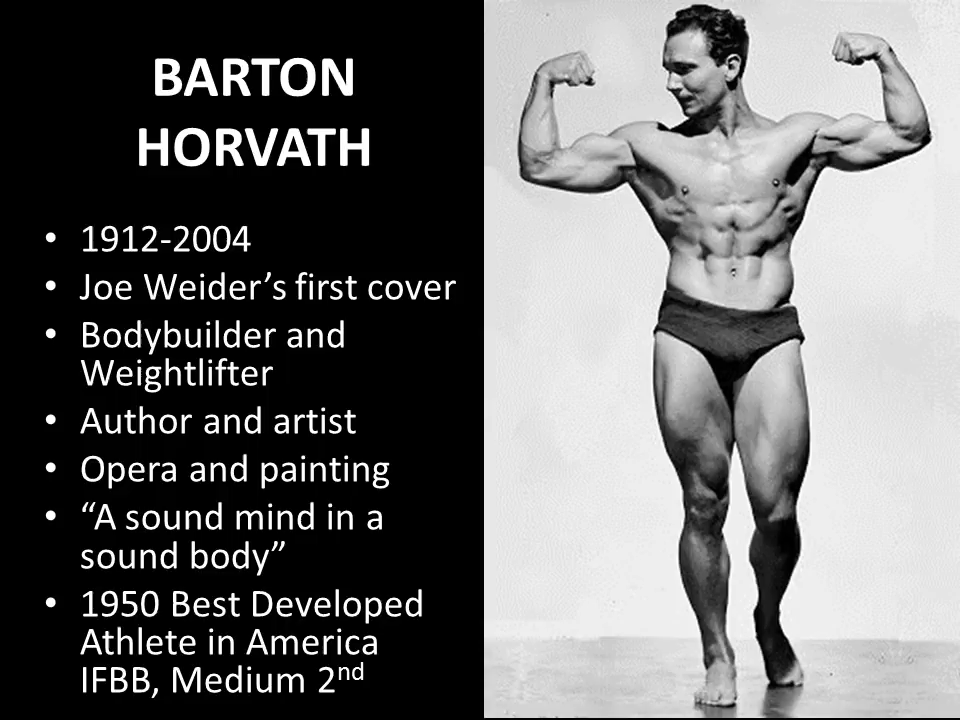 BARTON
HORVATH
• 1912-2004
• Joe Weider’s first cover
• Bodybuilder and
Weightlifter
• Author and artist
• Opera and painting
• “A sound mind in a
sound body”
• 1950 Best Developed
Athlete in America
IFBB, Medium 2nd